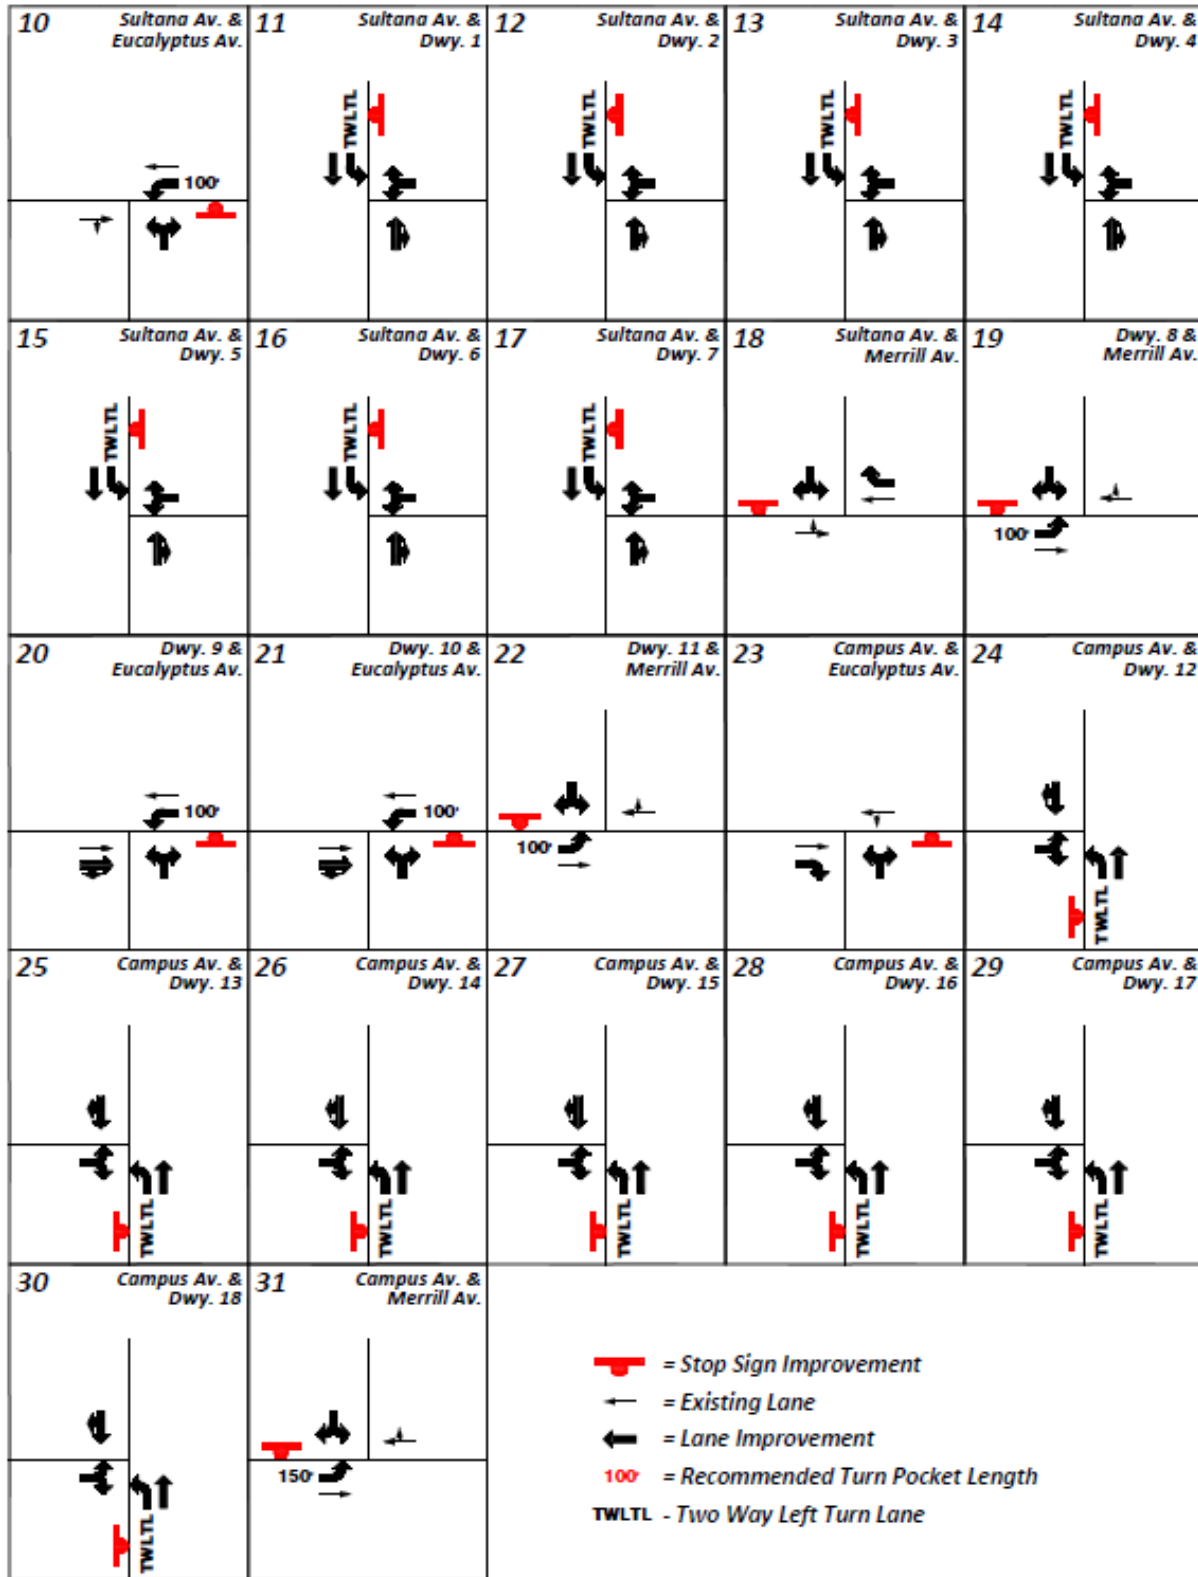 10 Sultana Av. &
Eucalyptus Av.
100'
11 Sultana Av. &
Dwy. 1
TWLTL
12 Sultana Av. &
Dwy. 2
TWLTL
13 Sultana Av. &
Dwy. 3
TWLTL
14 Sultana Av. &
Dwy. 4
TWLTL
15 Sultana Av. &
Dwy. 5
TWLTL
16 Sultana Av. &
Dwy. 6
TWLTL
17 Sultana Av. &
Dwy. 7
TWLTL
18 Sultana Av. &
Merrill Av.
19 Dwy. 8 &
Merrill Av.
100'
20 Dwy. 9 &
Eucalyptus Av.
100'
21 Dwy. 10 &
Eucalyptus Av.
100'
22 Dwy. 11 &
Merrill Av.
100'
23 Campus Av. &
Eucalyptus Av.
24 Campus Av. &
Dwy. 12
TWLTL
25 Campus Av. &
Dwy. 13
TWLTL
26 Campus Av. &
Dwy. 14
TWLTL
27 Campus Av. &
Dwy. 15
TWLTL
28 Campus Av. &
Dwy. 16
TWLTL
29 Campus Av. &
Dwy. 17
TWLTL
30 Campus Av. &
Dwy. 18
TWLTL
31 Campus Av. &
Merrill Av.
150'
= Stop Sign Improvement
= Existing Lane
= Lane Improvement
100' = Recommended Turn Pocket Length
TWLTL - Two Way Left Turn Lane